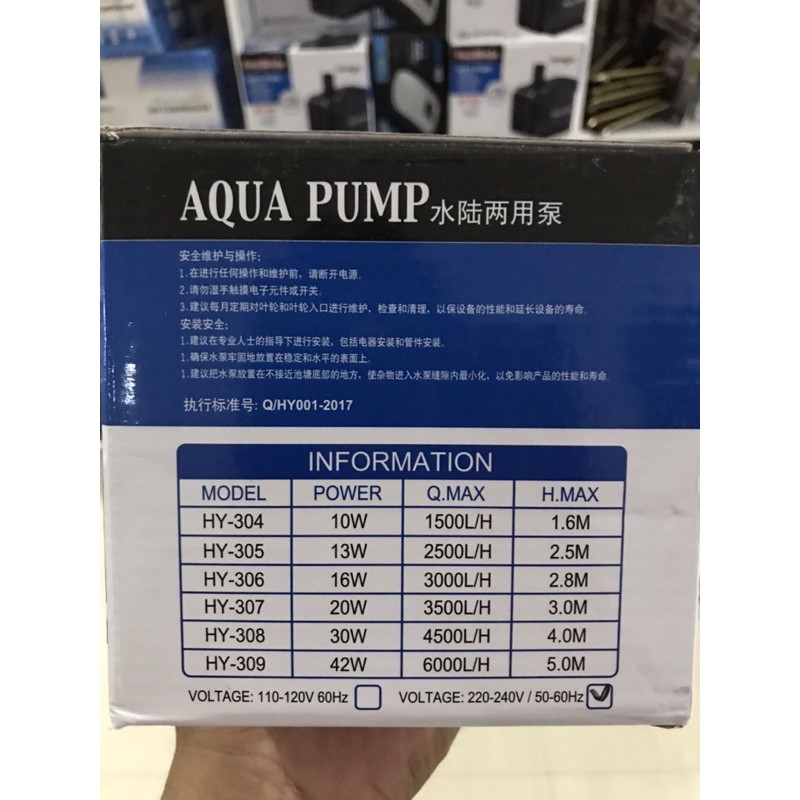 AQUA PUMP水陆两用泵
安全维护与操作:
1.在进行任何操作和维护前, 请断开电源.
2.请勿湿手触摸电子元件或开关.
3.建议每月定期对叶轮和叶轮入口进行维护, 检查和清理, 以保设备的性能和延长设备的寿命.
安装安全:
1.建议在专业人士的指导下进行安装, 包括电器安装和管件安装.
1.确保水泵牢固地放置在稳定和水平的表面上.
1.建议把水泵放置在不接近池塘底部的地方, 使杂物进入水泵缝隙内最小化, 以免影响产品的性能和寿命.
执行标准号: Q/HY001-2017
INFORMATION
MODEL POWER Q.MAX H.MAX
HY-304 10W 1500L/H 1.6M
HY-305 13W 2500L/H 2.5M
HY-306 16W 3000L/H 2.8M
HY-307 20W 3500L/H 3.0M
HY-308 30W 4500L/H 4.0M
HY-309 42W 6000L/H 5.0M
VOLTAGE: 110-120V 60Hz VOLTAGE: 220-240V / 50-60Hz